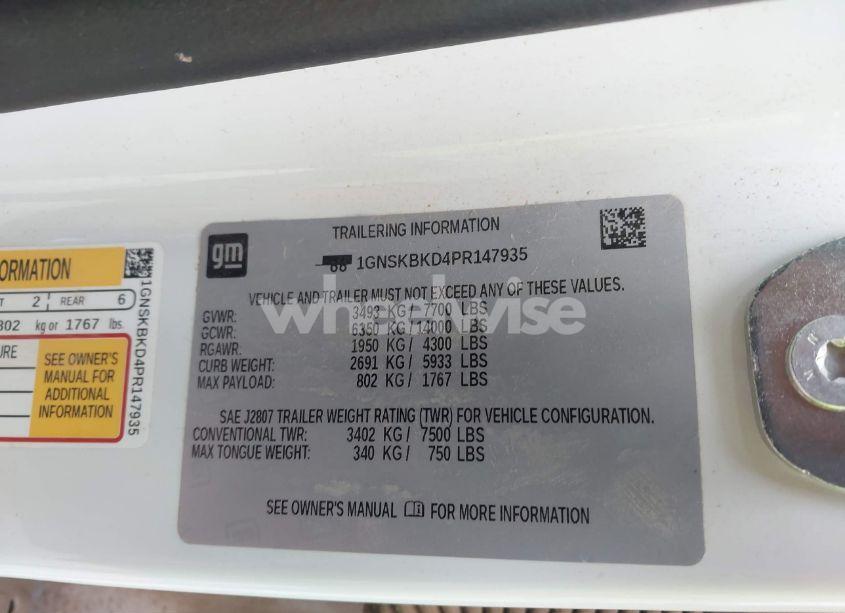 ORMATION
T 2 REAR 6
802 kg or 1767 lbs.
URE
SEE OWNER'S
MANUAL FOR
ADDITIONAL
INFORMATION
1GNSKBKD4PR147935
gm
TRAILERING INFORMATION
1GNSKBKD4PR147935
VEHICLE AND TRAILER MUST NOT EXCEED ANY OF THESE VALUES.
GVWR: 3493 KG / 7700 LBS
GCWR: 6350 KG / 14000 LBS
RGAWR: 1950 KG / 4300 LBS
CURB WEIGHT: 2691 KG / 5933 LBS
MAX PAYLOAD: 802 KG / 1767 LBS
SAE J2807 TRAILER WEIGHT RATING (TWR) FOR VEHICLE CONFIGURATION.
CONVENTIONAL TWR: 3402 KG / 7500 LBS
MAX TONGUE WEIGHT: 340 KG / 750 LBS
SEE OWNER'S MANUAL FOR MORE INFORMATION
wheelwise